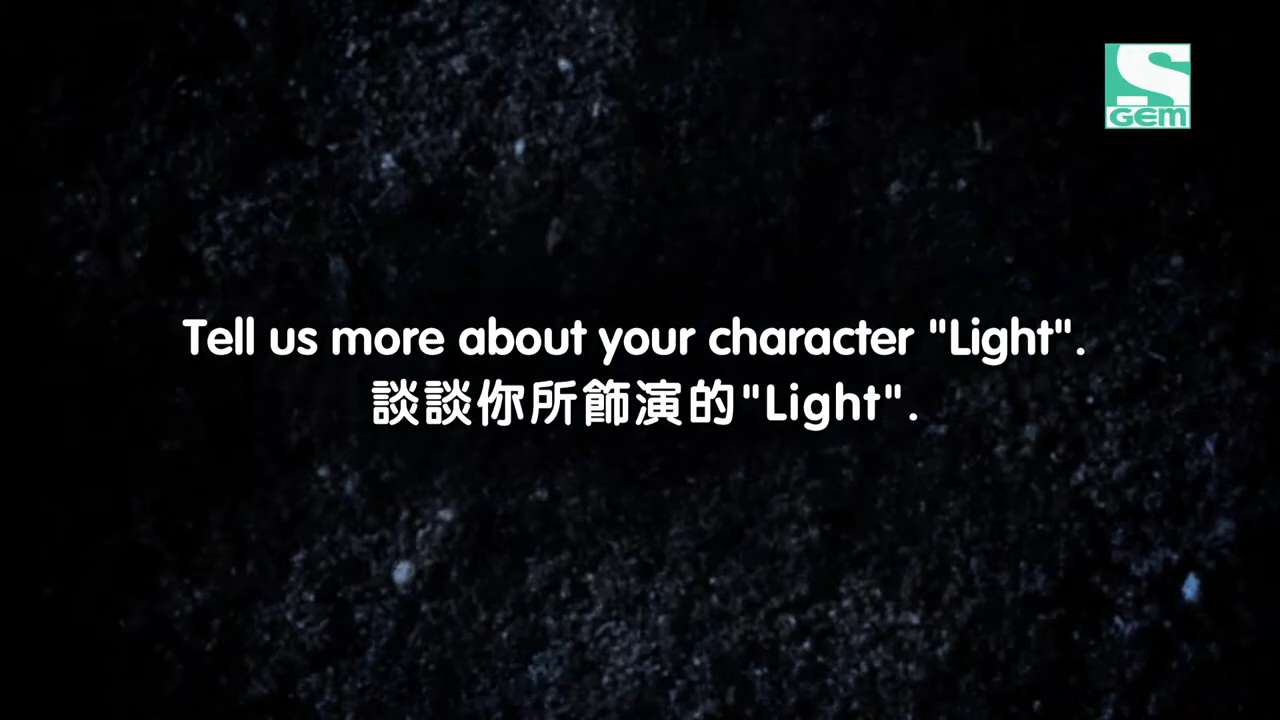 S
Gem
Tell us more about your character "Light".
談談你所飾演的"Light".